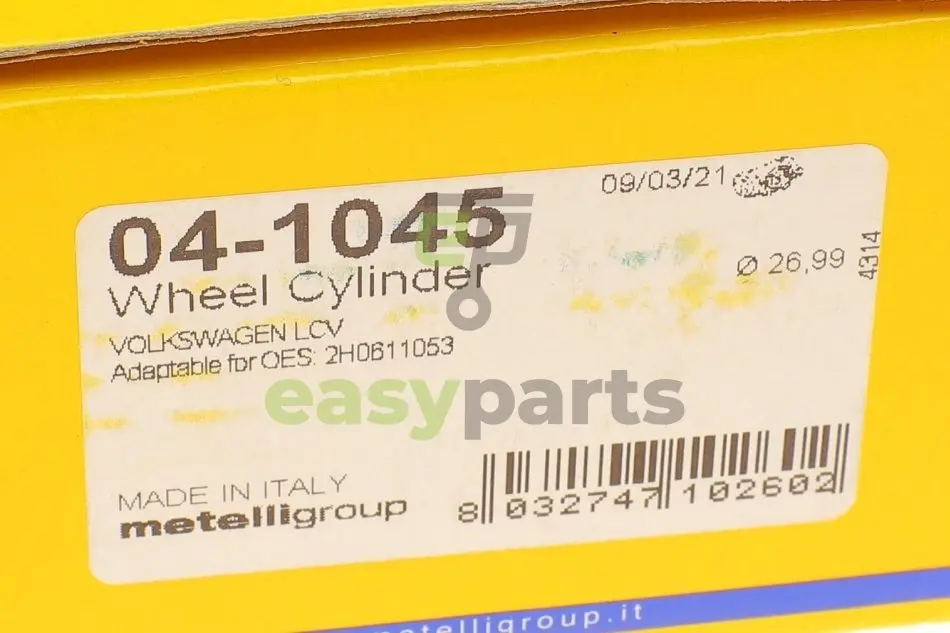 09/03/21
04-1045
Wheel Cylinder
Ø 26,99
4314
VOLKSWAGEN LCV
Adaptable for OES: 2H0611053
easyparts
MADE IN ITALY
metelligroup
8 032747 102602
metelligroup.it